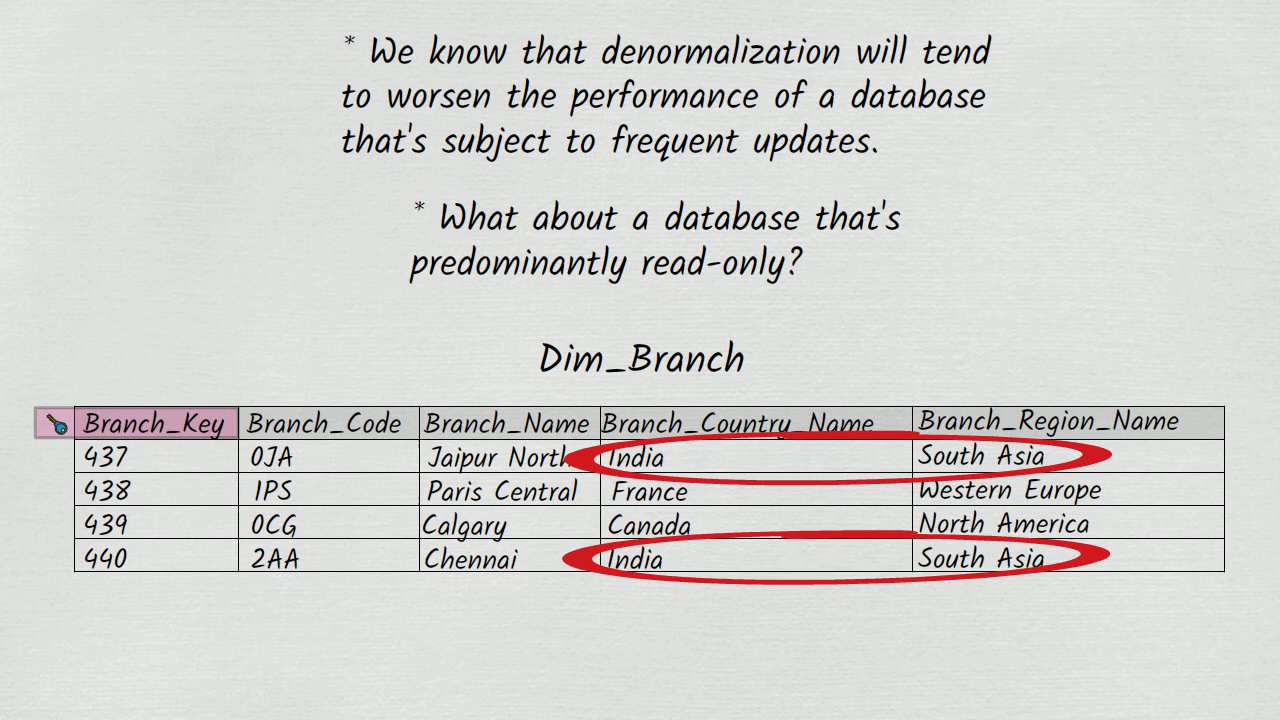 * We know that denormalization will tend
to worsen the performance of a database
that's subject to frequent updates.
* What about a database that's
predominantly read-only?
Dim_Branch
Branch_Key Branch_Code Branch_Name Branch_Country_Name Branch_Region_Name
437 0JA Jaipur North India South Asia
438 1PS Paris Central France Western Europe
439 0CG Calgary Canada North America
440 2AA Chennai India South Asia